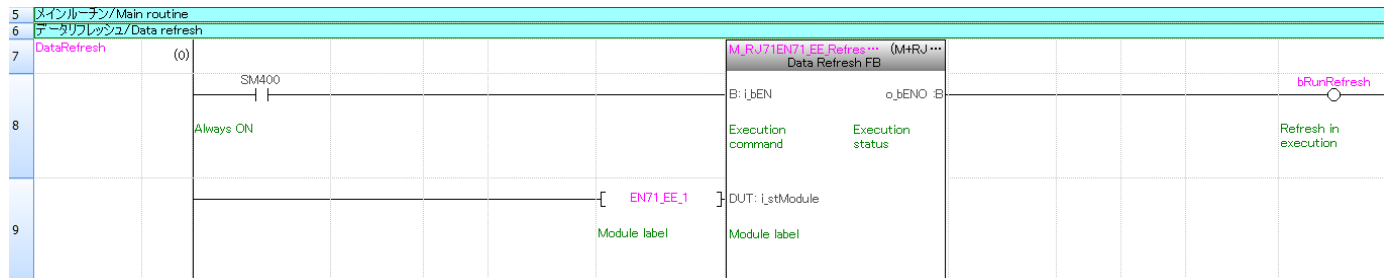 5 メインルーチン/Main routine
6 データリフレッシュ/Data refresh
7 DataRefresh (0) M_RJ71EN71_EE_Refres… (M+RJ…
Data Refresh FB
SM400 bRunRefresh
B: i_bEN o_bENO :B
8 Always ON Execution command Execution status Refresh in execution
EN71_EE_1 DUT: i_stModule
9 Module label Module label